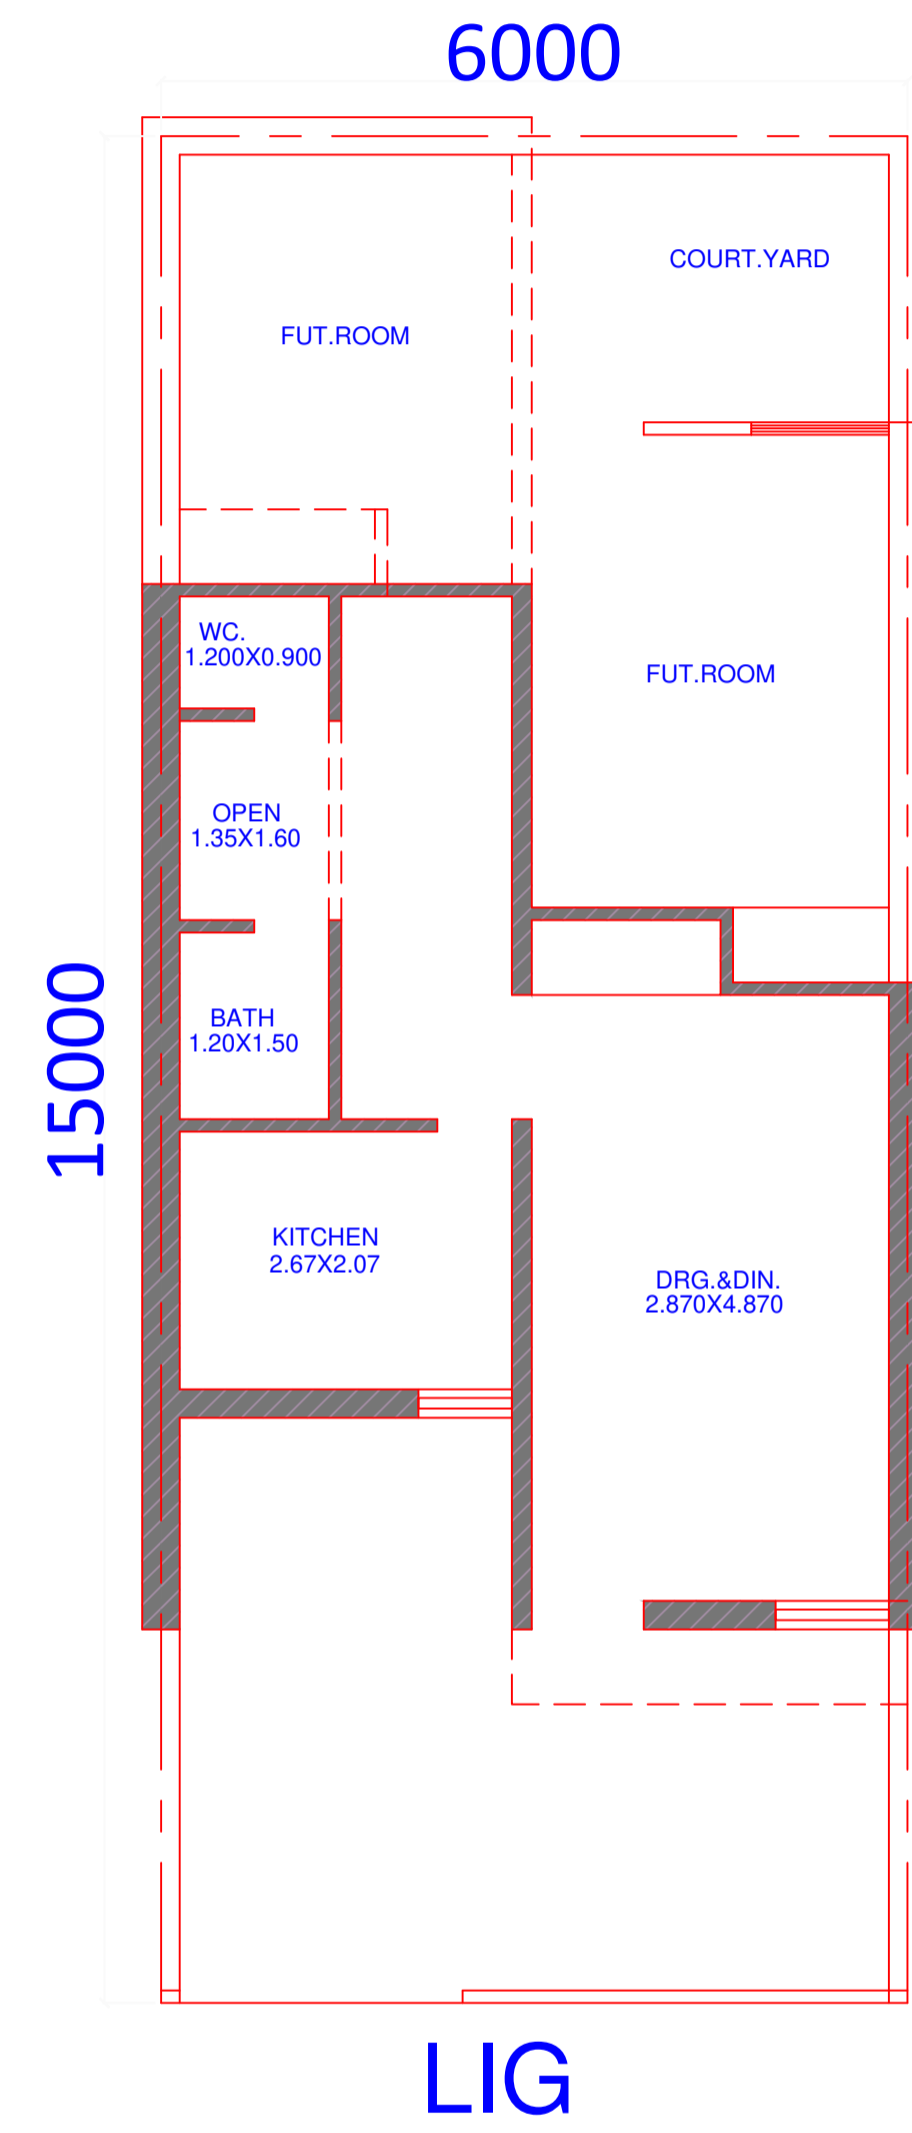 6000
COURT.YARD
FUT.ROOM
WC.
1.200X0.900
FUT.ROOM
OPEN
1.35X1.60
15000
BATH
1.20X1.50
KITCHEN
2.67X2.07
DRG.&DIN.
2.870X4.870
LIG